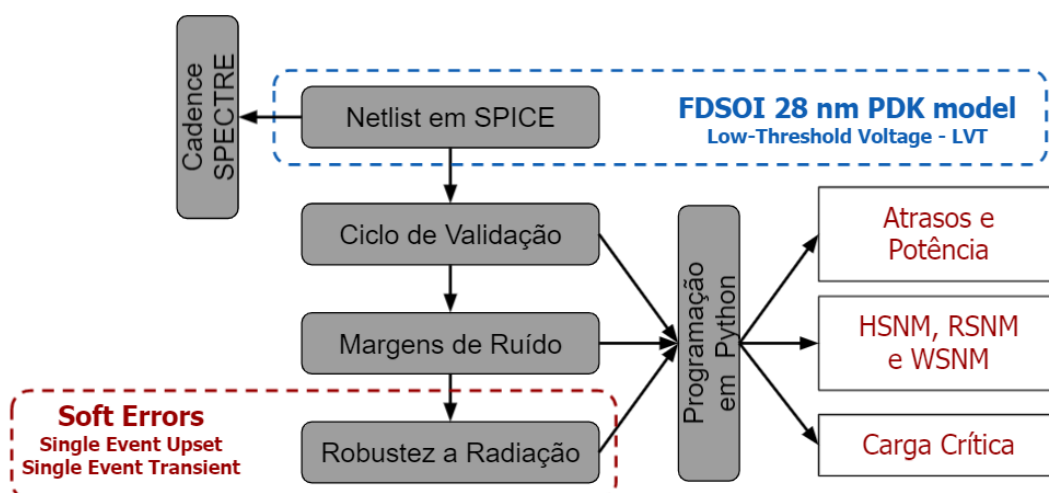 Cadence
SPECTRE
Netlist em SPICE
FDSOI 28 nm PDK model
Low-Threshold Voltage - LVT
Ciclo de Validação
Margens de Ruído
Soft Errors
Single Event Upset
Single Event Transient
Robustez a Radiação
Programação
em Python
Atrasos e
Potência
HSNM, RSNM
e WSNM
Carga Crítica